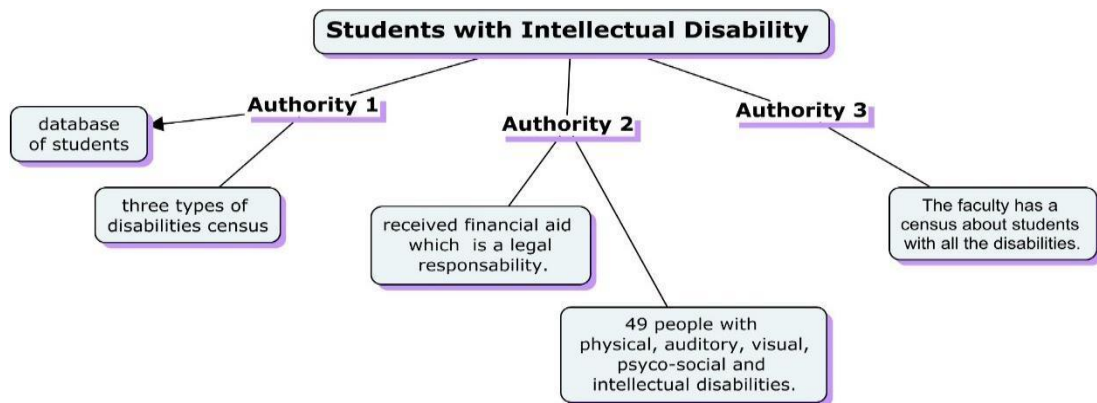 Students with Intellectual Disability
Authority 1
Authority 2
Authority 3
database
of students
three types of
disabilities census
received financial aid
which is a legal
responsability.
49 people with
physical, auditory, visual,
psyco-social and
intellectual disabilities.
The faculty has a
census about students
with all the disabilities.